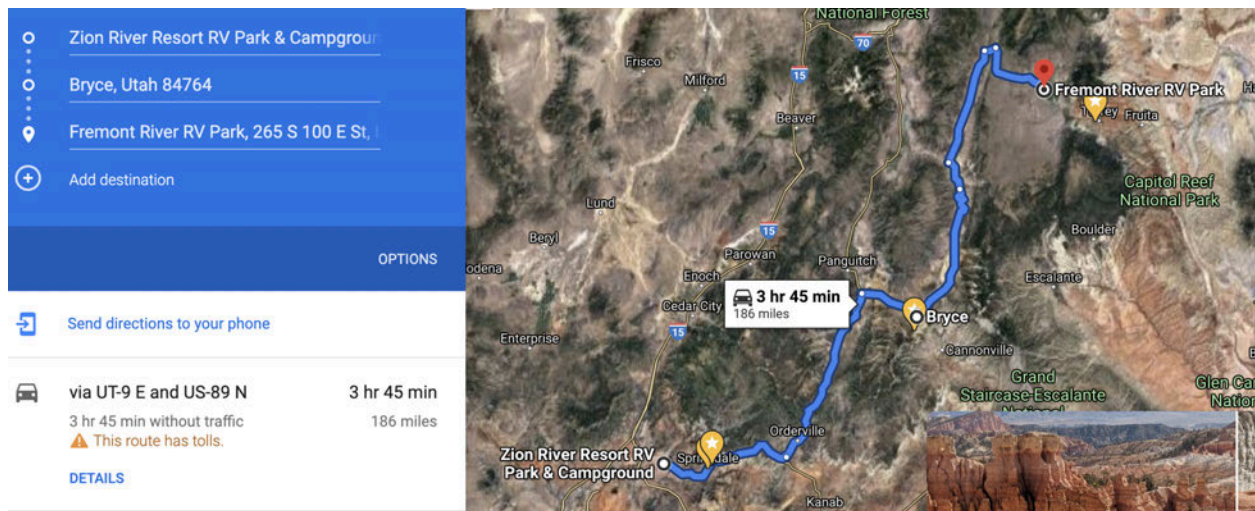 Zion River Resort RV Park & Campgroun
Bryce, Utah 84764
Fremont River RV Park, 265 S 100 E St,
Add destination
OPTIONS
Send directions to your phone
via UT-9 E and US-89 N
3 hr 45 min
3 hr 45 min without traffic
186 miles
This route has tolls.
DETAILS
National Forest
70
15
Frisco
Milford
Fremont River RV Park
Beaver
Fruita
Capitol Reef
National Park
Lund
Beryl
15
Boulder
Parowan
Panguitch
odena
Enoch
Escalante
3 hr 45 min
186 miles
Cedar City
Bryce
15
Enterprise
Cannonville
Grand
Staircase-Escalante
National
Glen Ca
Nation
Orderville
Zion River Resort RV
Park & Campground
Kanab